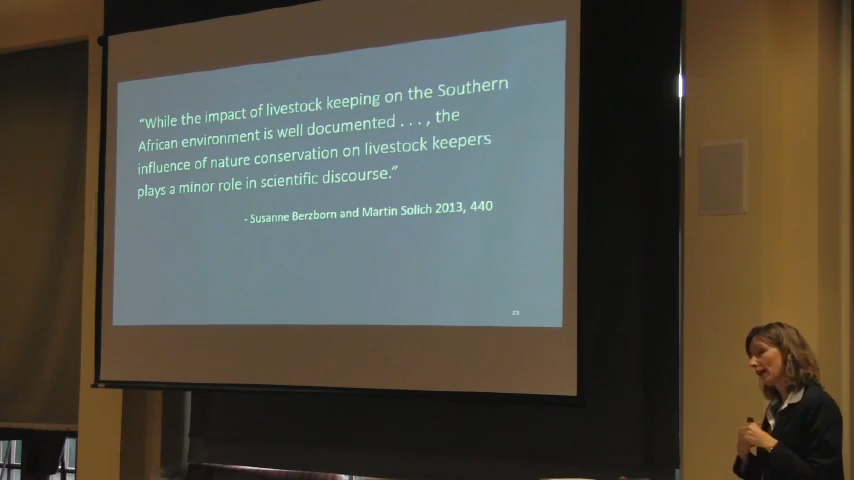 “While the impact of livestock keeping on the Southern
African environment is well documented . . . , the
influence of nature conservation on livestock keepers
plays a minor role in scientific discourse.”
- Susanne Berzborn and Martin Solich 2013, 440
23